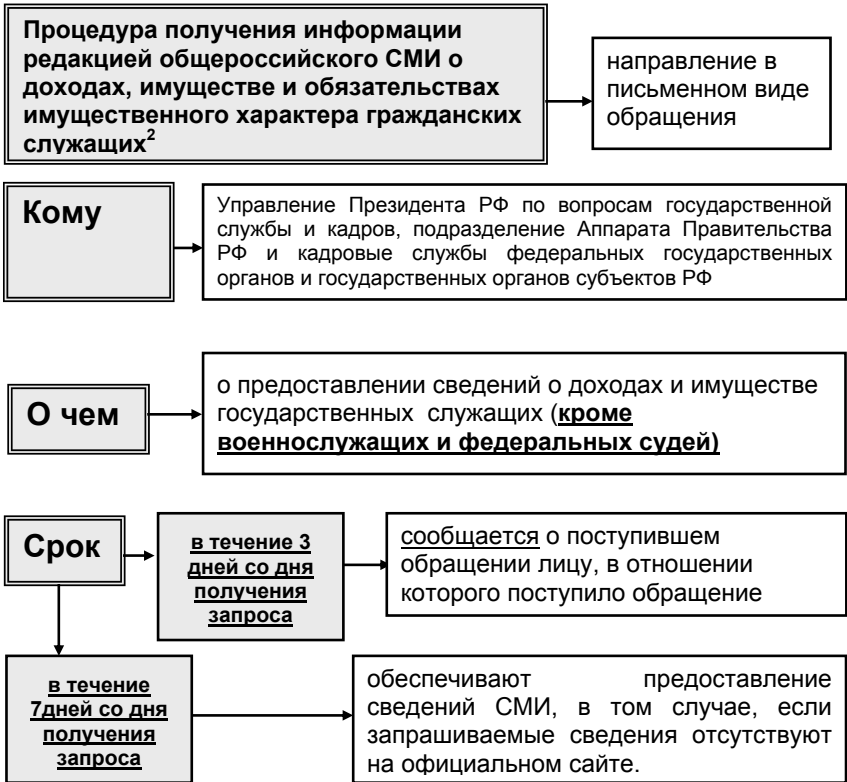 Процедура получения информации
редакцией общероссийского СМИ о
доходах, имуществе и обязательствах
имущественного характера гражданских
служащих²
направление в
письменном виде
обращения
Кому
Управление Президента РФ по вопросам государственной
службы и кадров, подразделение Аппарата Правительства
РФ и кадровые службы федеральных государственных
органов и государственных органов субъектов РФ
О чем
о предоставлении сведений о доходах и имуществе
государственных служащих (кроме
военнослужащих и федеральных судей)
Срок
в течение 3
дней со дня
получения
запроса
сообщается о поступившем
обращении лицу, в отношении
которого поступило обращение
в течение
7дней со дня
получения
запроса
обеспечивают предоставление
сведений СМИ, в том случае, если
запрашиваемые сведения отсутствуют
на официальном сайте.